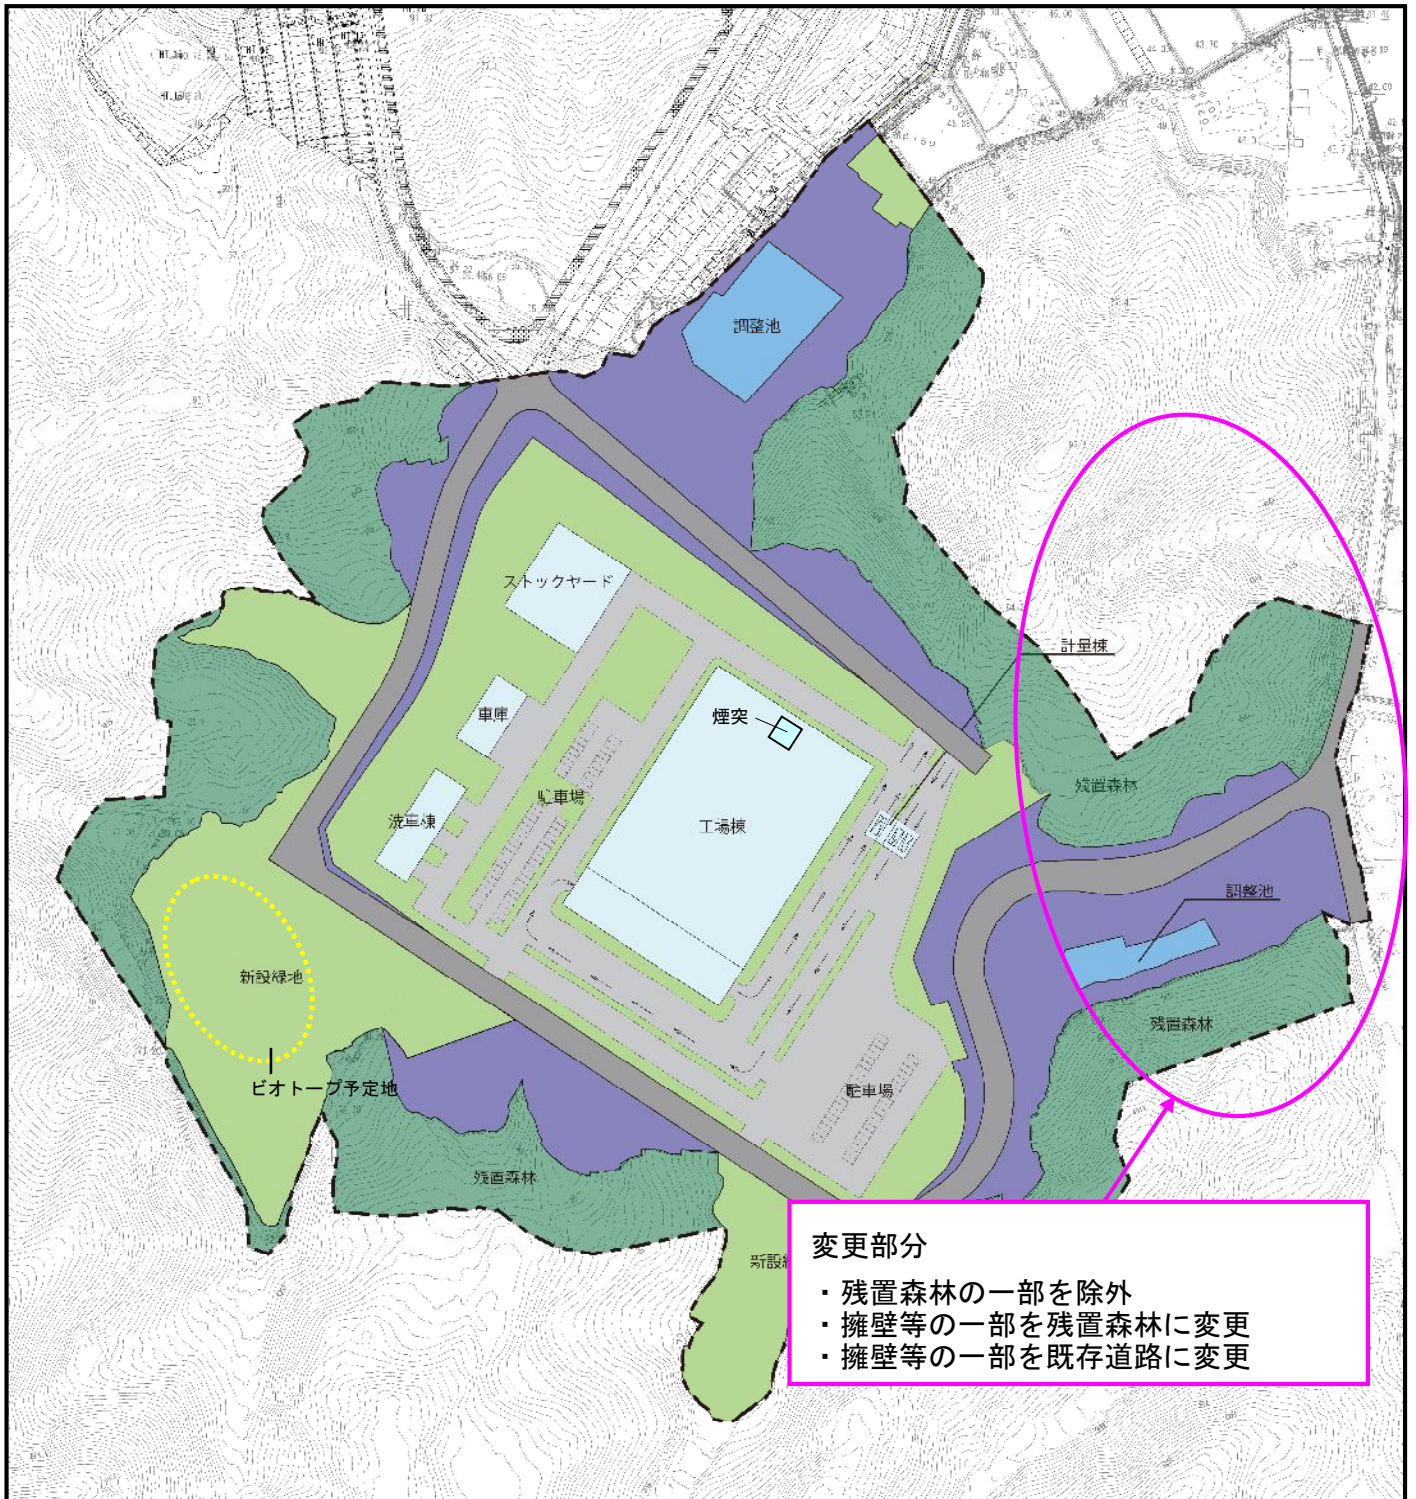 調整池
ストックヤード
計量棟
車庫
煙突
残置森林
駐車場
洗車棟
工場棟
調整池
新設緑地
残置森林
ビオトープ予定地
駐車場
残置森林
新設
変更部分
・残置森林の一部を除外
・擁壁等の一部を残置森林に変更
・擁壁等の一部を既存道路に変更